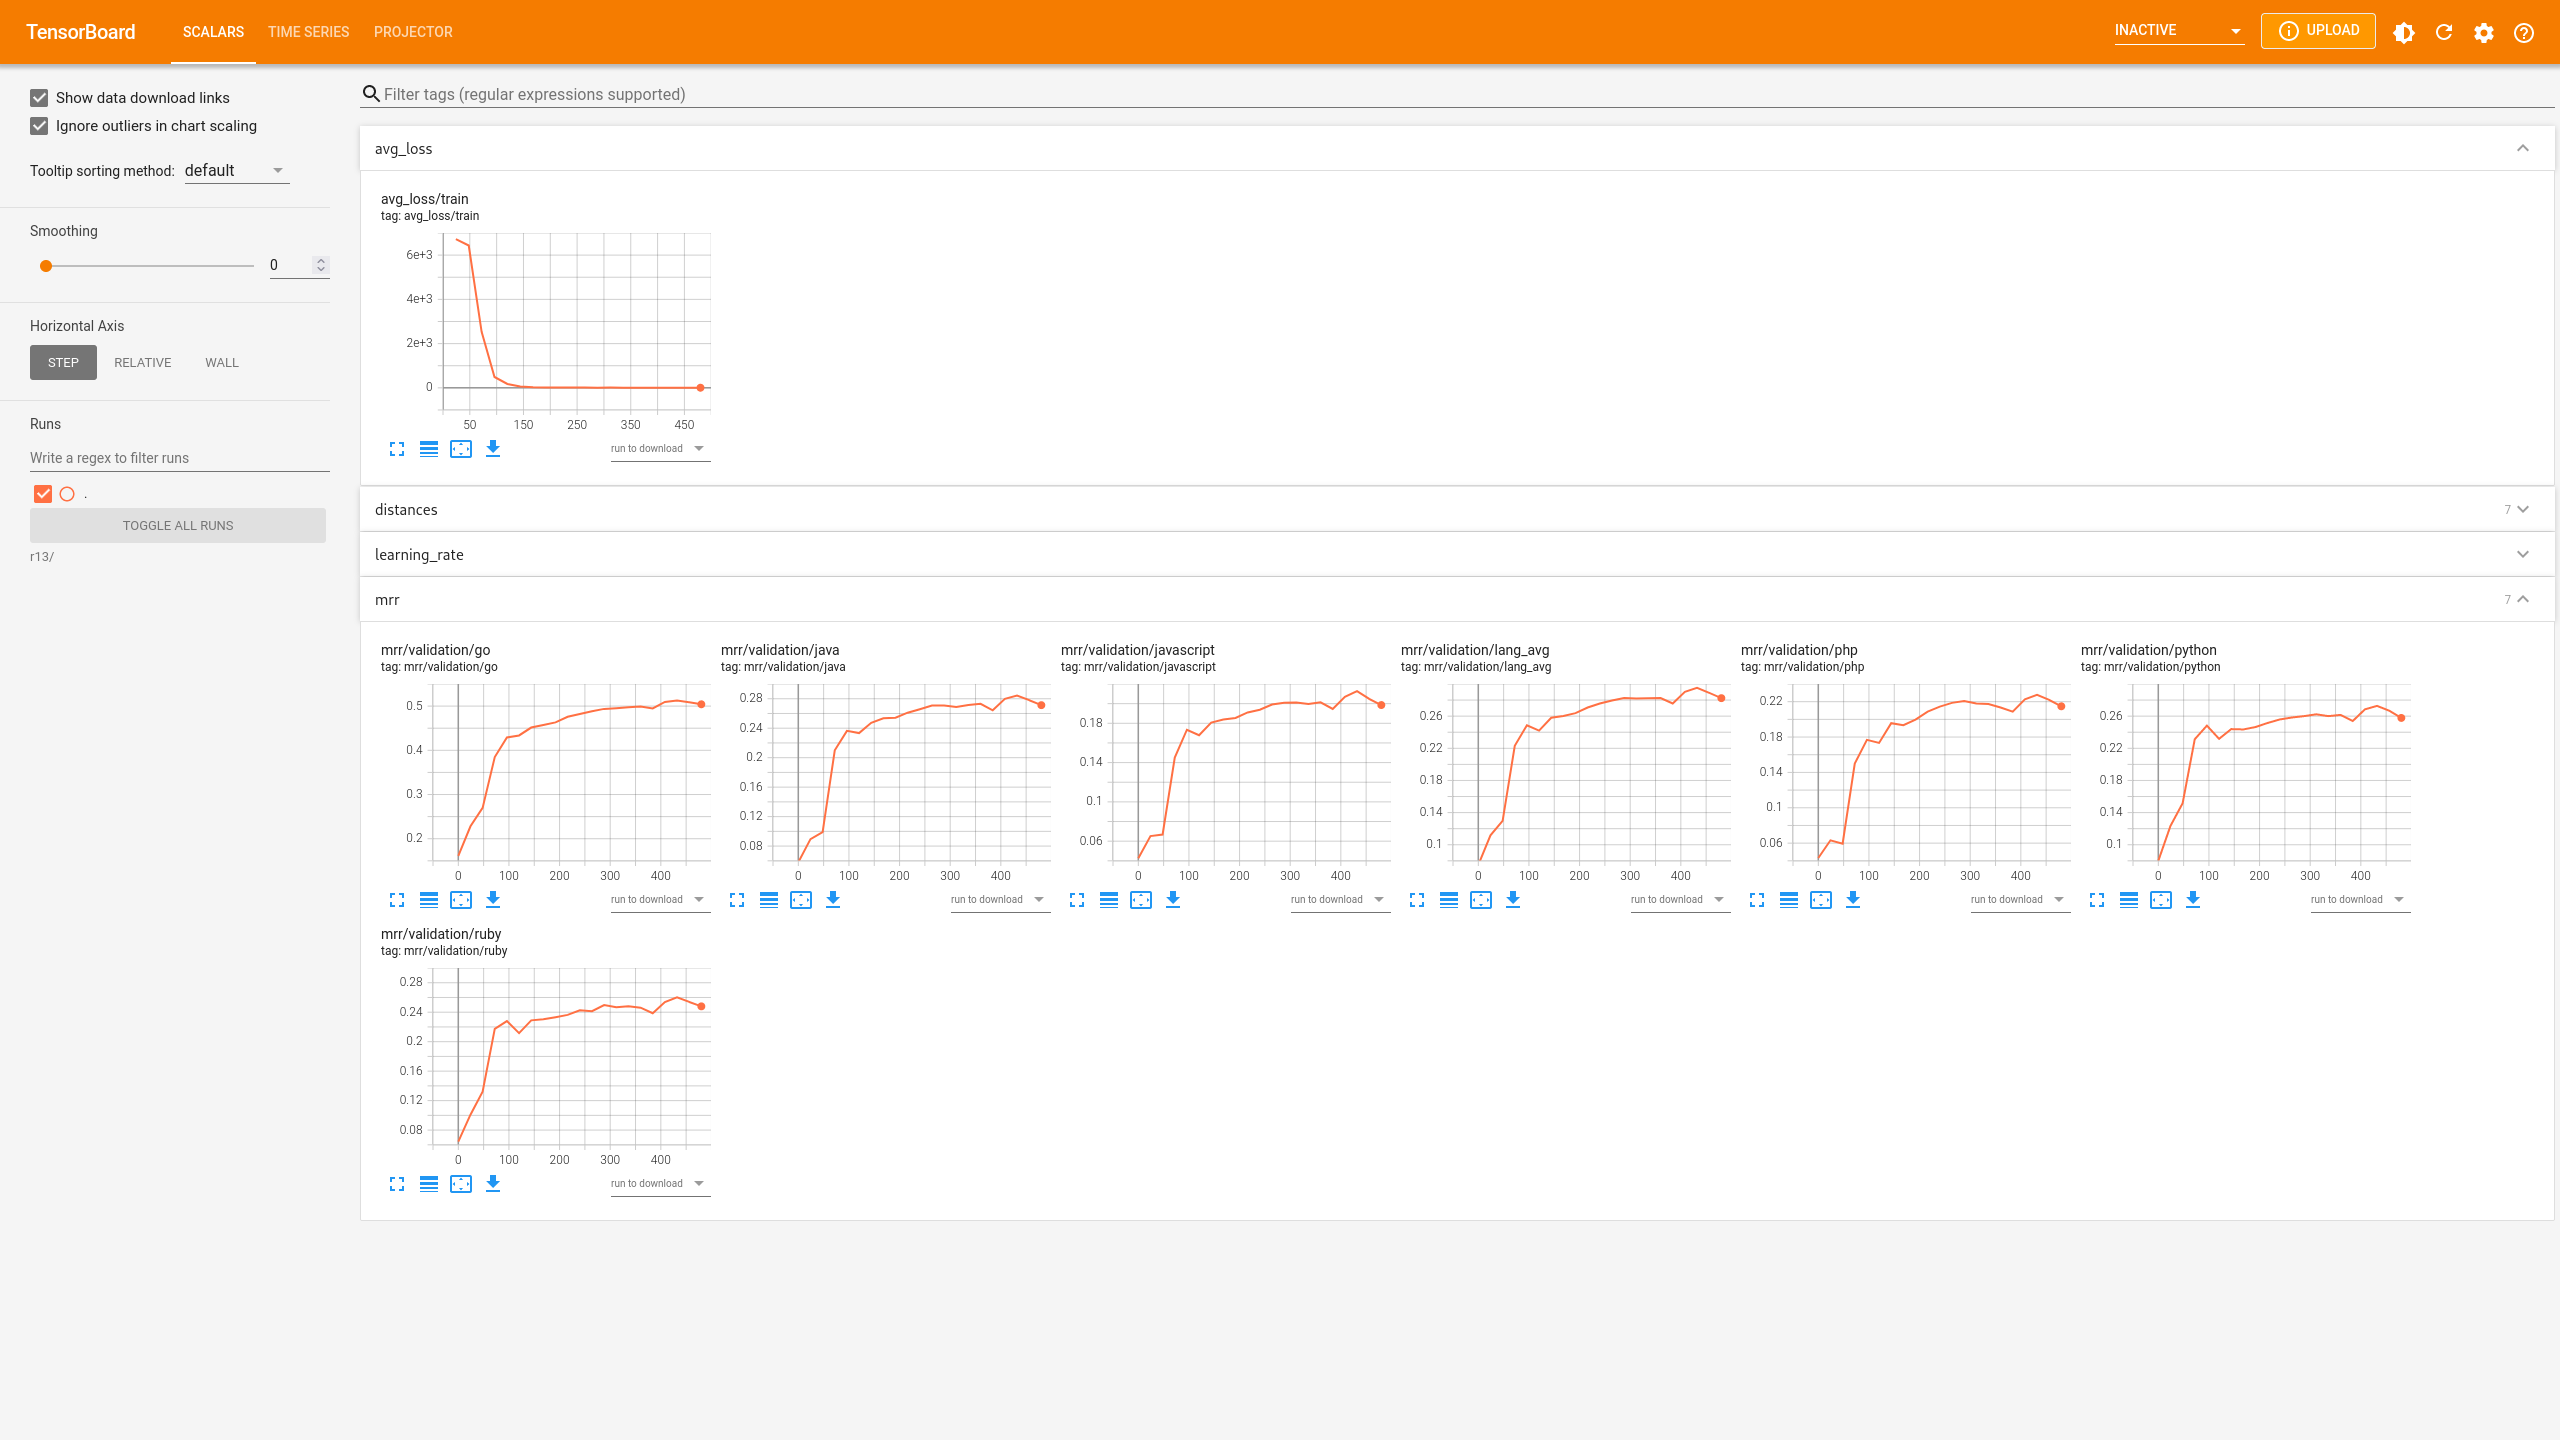 TensorBoard SCALARS TIME SERIES PROJECTOR INACTIVE UPLOAD
Show data download links
Ignore outliers in chart scaling
Tooltip sorting method: default
Smoothing
0
Horizontal Axis
STEP RELATIVE WALL
Runs
Write a regex to filter runs
.
TOGGLE ALL RUNS
r13/
Filter tags (regular expressions supported)
avg_loss
avg_loss/train
tag: avg_loss/train
6e+3
4e+3
2e+3
0
50 150 250 350 450
run to download
distances 7
learning_rate
mrr 7
mrr/validation/go
tag: mrr/validation/go
0.5
0.4
0.3
0.2
0 100 200 300 400
run to download
mrr/validation/java
tag: mrr/validation/java
0.28
0.24
0.2
0.16
0.12
0.08
0 100 200 300 400
run to download
mrr/validation/javascript
tag: mrr/validation/javascript
0.18
0.14
0.1
0.06
0 100 200 300 400
run to download
mrr/validation/lang_avg
tag: mrr/validation/lang_avg
0.26
0.22
0.18
0.14
0.1
0 100 200 300 400
run to download
mrr/validation/php
tag: mrr/validation/php
0.22
0.18
0.14
0.1
0.06
0 100 200 300 400
run to download
mrr/validation/python
tag: mrr/validation/python
0.26
0.22
0.18
0.14
0.1
0 100 200 300 400
run to download
mrr/validation/ruby
tag: mrr/validation/ruby
0.28
0.24
0.2
0.16
0.12
0.08
0 100 200 300 400
run to download